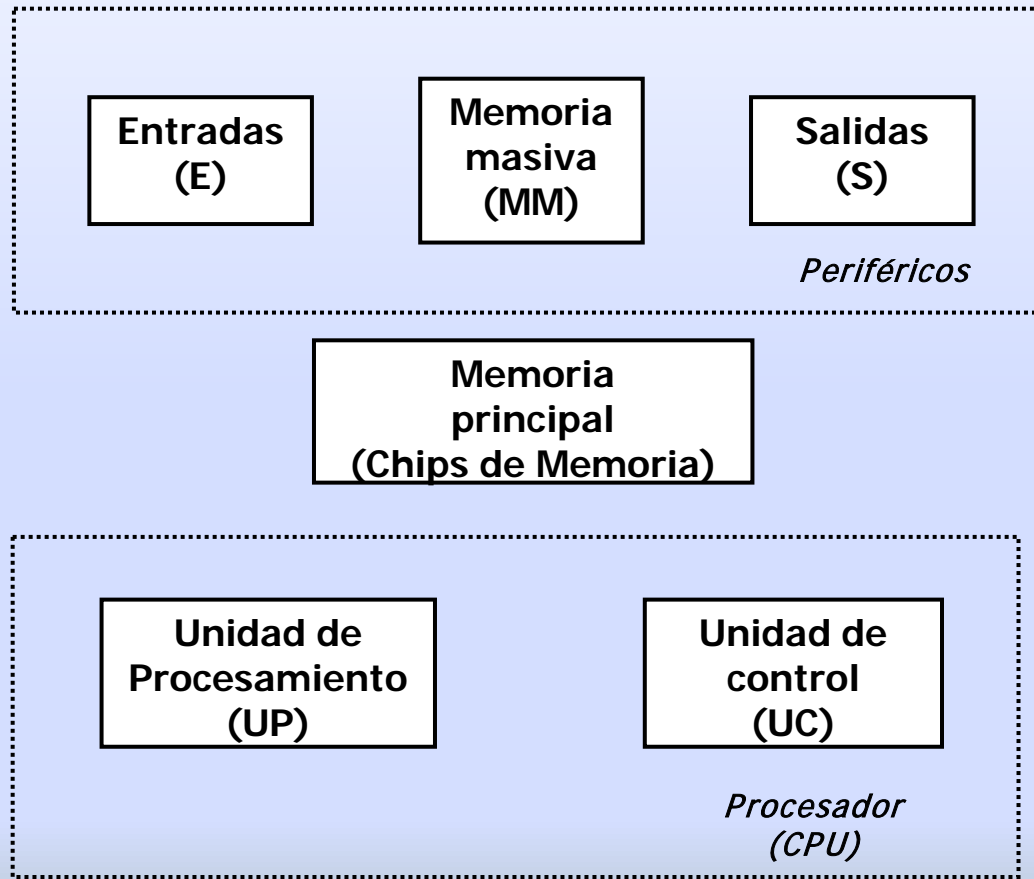 Entradas
(E)
Memoria
masiva
(MM)
Salidas
(S)
Periféricos
Memoria
principal
(Chips de Memoria)
Unidad de
Procesamiento
(UP)
Unidad de
control
(UC)
Procesador
(CPU)